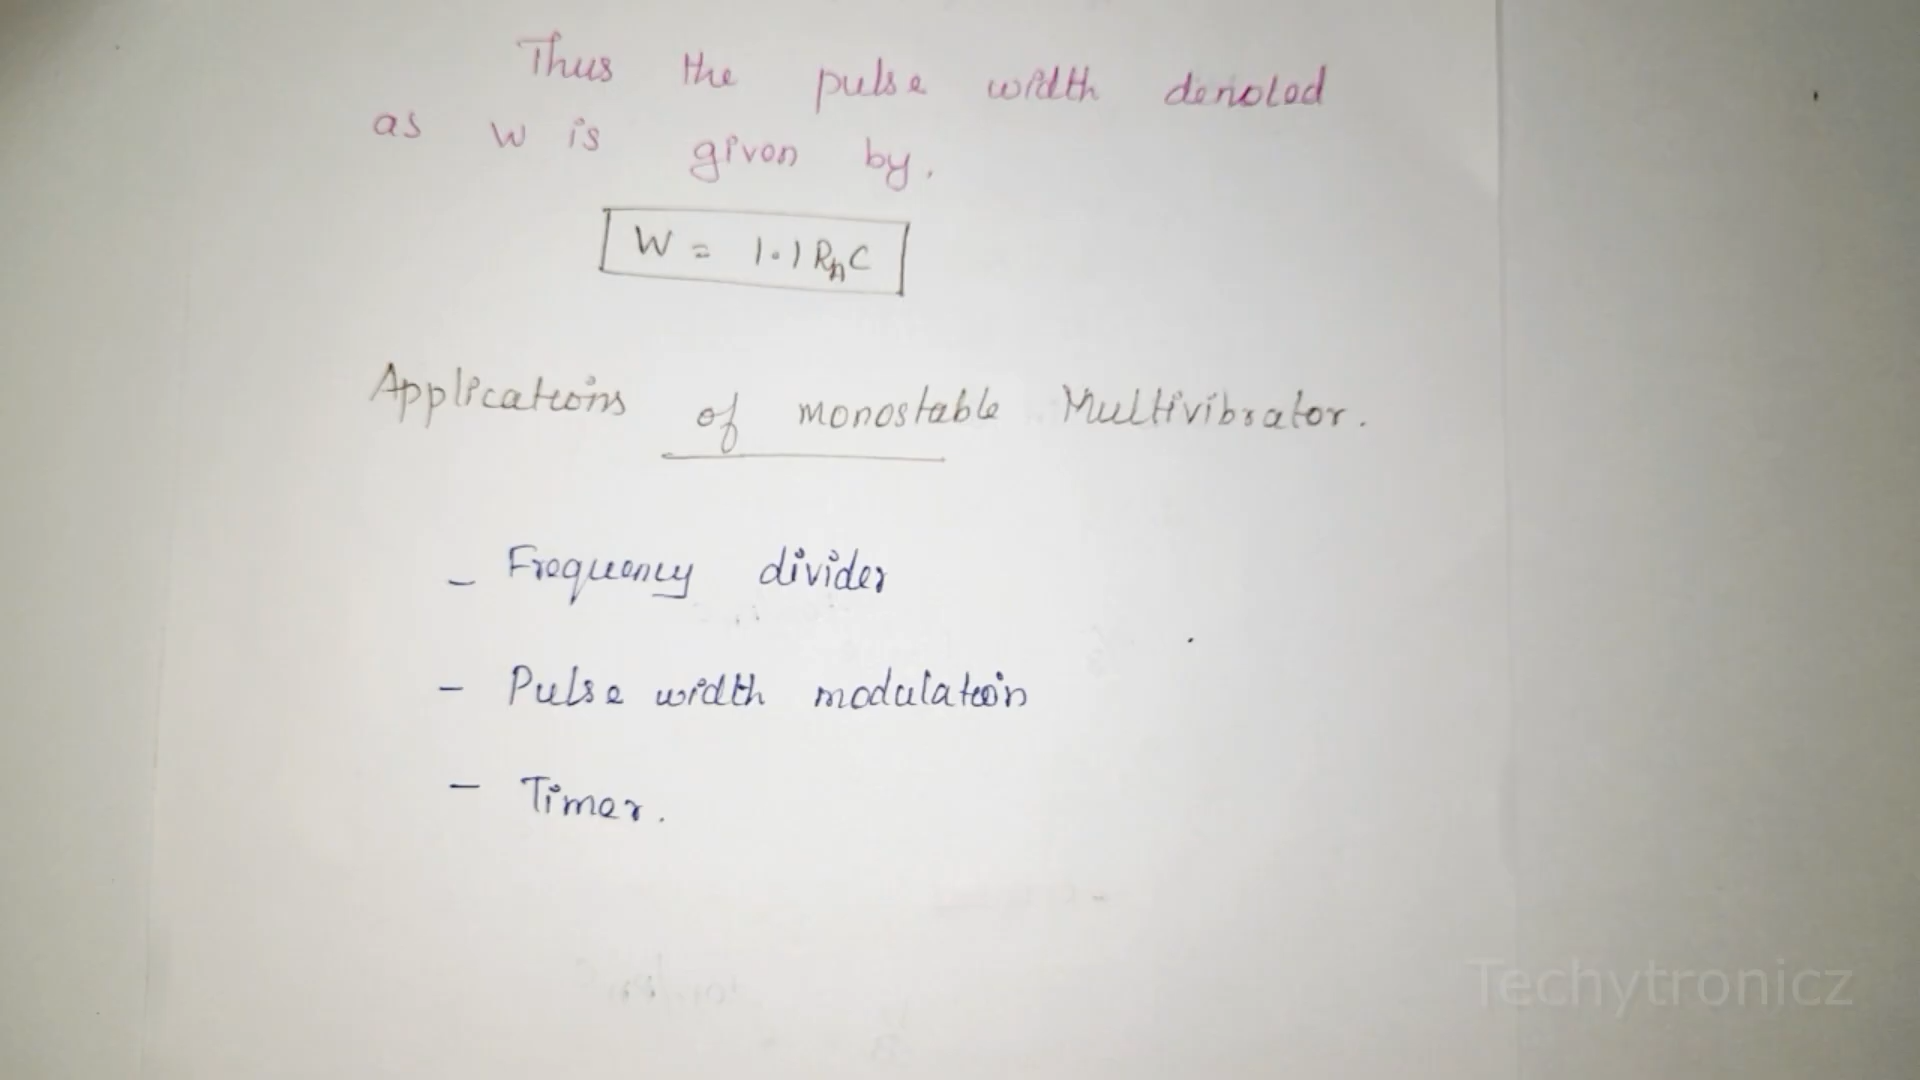 Thus the pulse width denoted
as W is given by,
W = 1.1 RAC
Applications of monostable Multivibrator.
- Frequency divider
- Pulse width modulation
- Timer.
Techytronicz